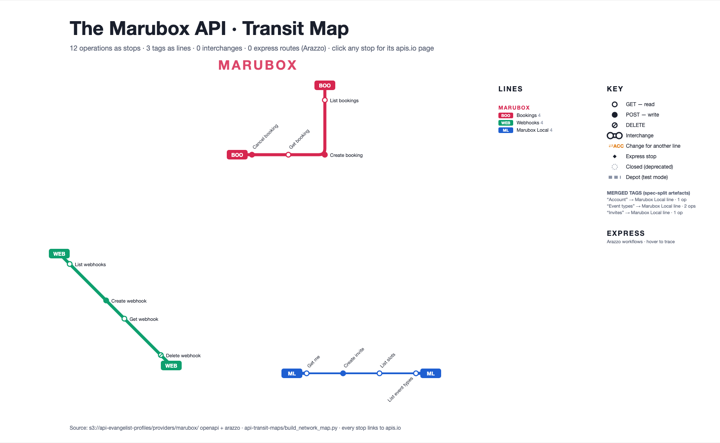 The Marubox API · Transit Map
12 operations as stops · 3 tags as lines · 0 interchanges · 0 express routes (Arazzo) · click any stop for its apis.io page
MARUBOX
BOO
List bookings
Cancel booking
Get booking
BOO
Create booking
LINES
MARUBOX
BOO Bookings 4
WEB Webhooks 4
ML Marubox Local 4
KEY
GET — read
POST — write
DELETE
Interchange
Change for another line
Express stop
Closed (deprecated)
Depot (test mode)
MERGED TAGS (spec-split artefacts)
"Account" → Marubox Local line · 1 op
"Event types" → Marubox Local line · 2 ops
"Invites" → Marubox Local line · 1 op
EXPRESS
Arazzo workflows · hover to trace
WEB
List webhooks
Create webhook
Get webhook
Delete webhook
WEB
ML
Get me
Create invite
List slots
List event types
ML
Source: s3://api-evangelist-profiles/providers/marubox/ openapi + arazzo · api-transit-maps/build_network_map.py · every stop links to apis.io